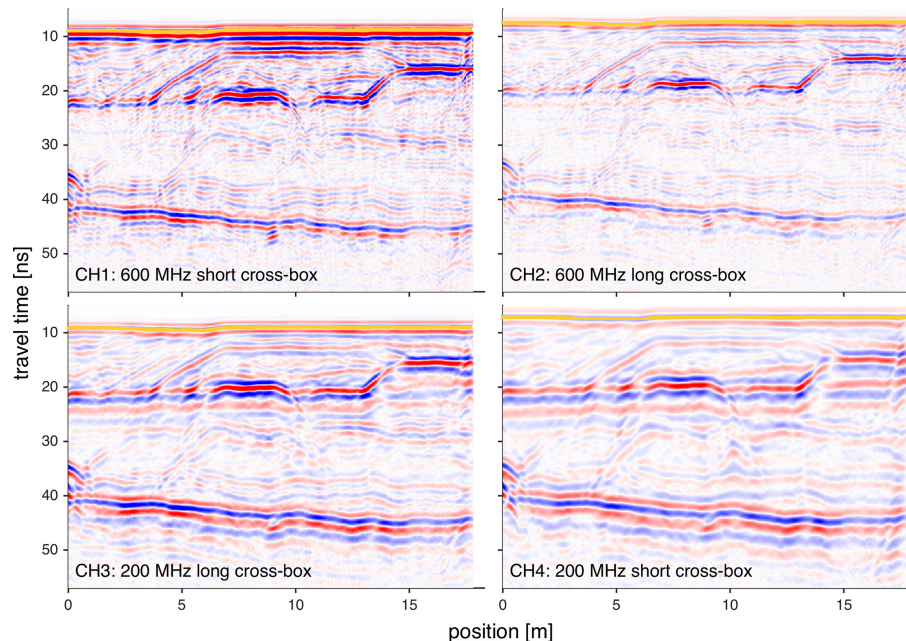 10
20
30
40
50
CH1: 600 MHz short cross-box
CH2: 600 MHz long cross-box
travel time [ns]
10
20
30
40
50
CH3: 200 MHz long cross-box
CH4: 200 MHz short cross-box
0 5 10 15 0 5 10 15
position [m]